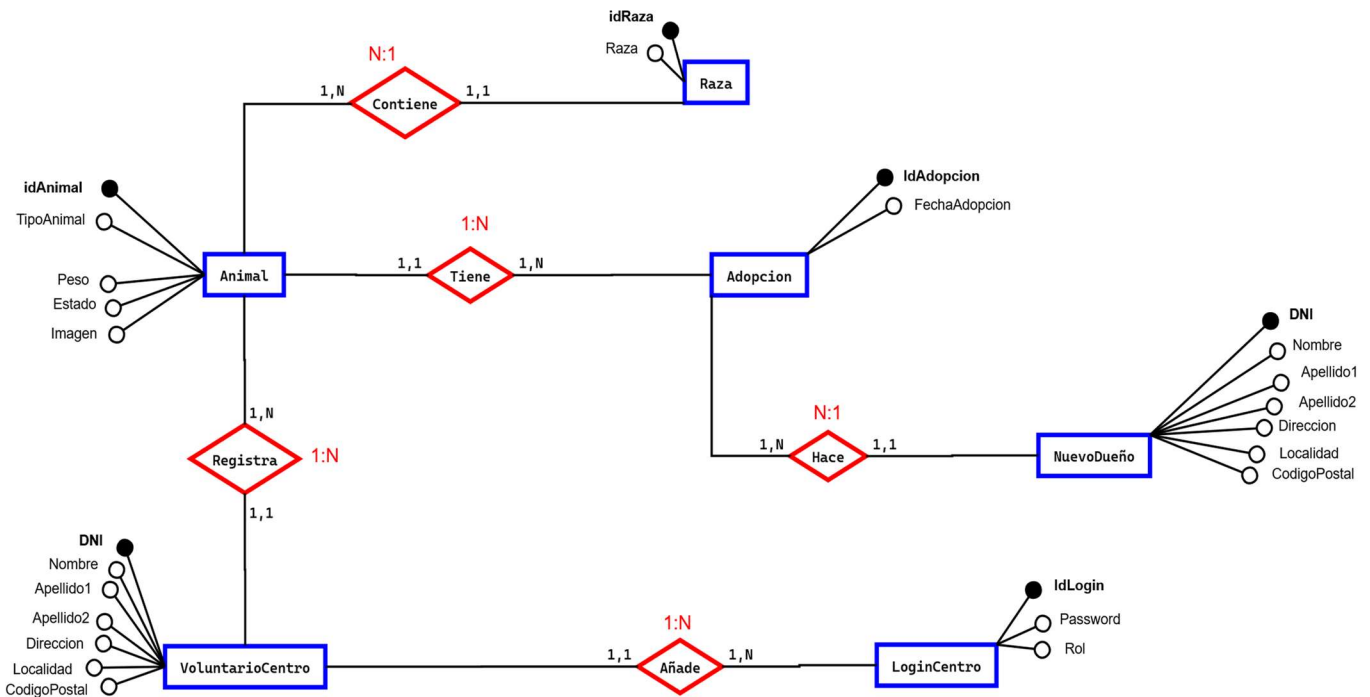 idRaza
Raza
Raza
N:1
1,N
Contiene
1,1
idAnimal
TipoAnimal
Peso
Estado
Imagen
Animal
1:N
1,1
Tiene
1,N
IdAdopcion
FechaAdopcion
Adopcion
N:1
1,N
Hace
1,1
NuevoDueño
DNI
Nombre
Apellido1
Apellido2
Direccion
Localidad
CodigoPostal
1,N
Registra
1:N
1,1
DNI
Nombre
Apellido1
Apellido2
Direccion
Localidad
CodigoPostal
VoluntarioCentro
1:N
1,1
Añade
1,N
LoginCentro
IdLogin
Password
Rol